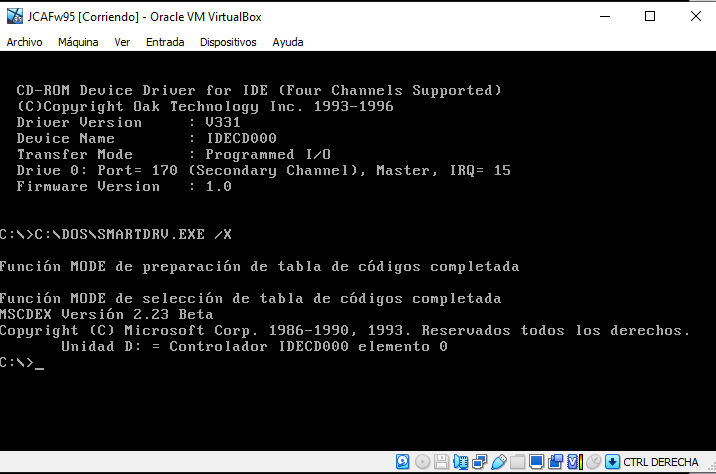 JCAFw95 [Corriendo] - Oracle VM VirtualBox
Archivo Máquina Ver Entrada Dispositivos Ayuda
CD-ROM Device Driver for IDE (Four Channels Supported)
(C)Copyright Oak Technology Inc. 1993-1996
Driver Version : V331
Device Name : IDECD000
Transfer Mode : Programmed I/O
Drive 0: Port= 170 (Secondary Channel), Master, IRQ= 15
Firmware Version : 1.0
C:\>C:\DOS\SMARTDRV.EXE /X
Función MODE de preparación de tabla de códigos completada
Función MODE de selección de tabla de códigos completada
MSCDEX Versión 2.23 Beta
Copyright (C) Microsoft Corp. 1986-1990, 1993. Reservados todos los derechos.
Unidad D: = Controlador IDECD000 elemento 0
C:\>_
CTRL DERECHA